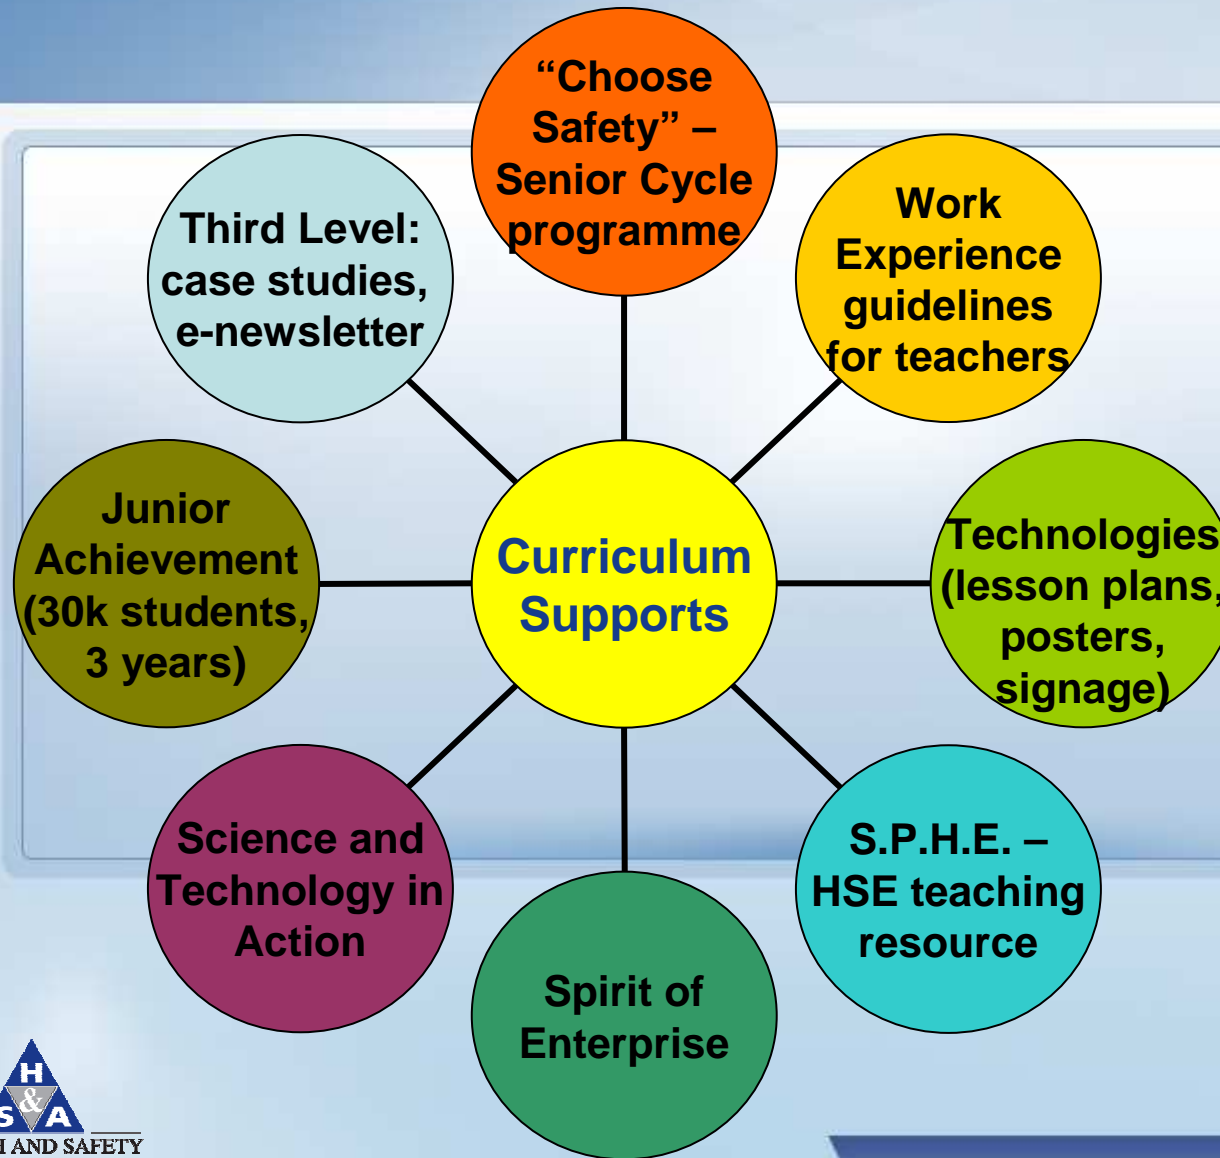 “Choose
Safety” –
Senior Cycle
programme
Work
Experience
guidelines
for teachers
Technologies
(lesson plans,
posters,
signage)
S.P.H.E. –
HSE teaching
resource
Spirit of
Enterprise
Science and
Technology in
Action
Junior
Achievement
(30k students,
3 years)
Third Level:
case studies,
e-newsletter
Curriculum
Supports
H
S & A
H AND SAFETY